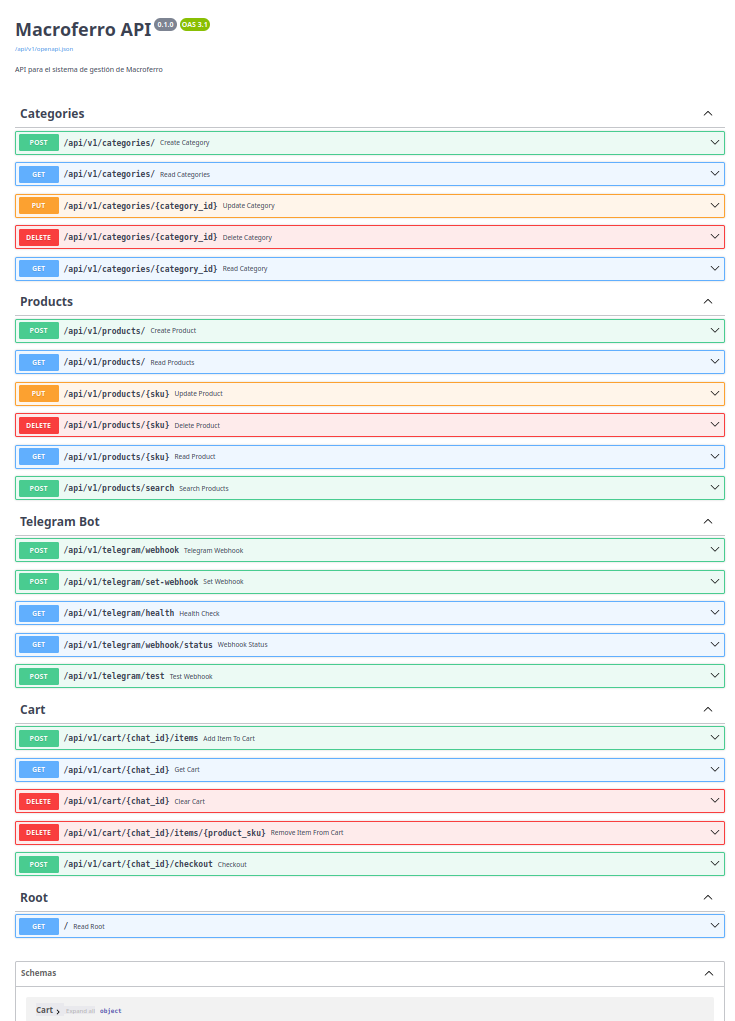 Macroferro API 0.1.0 OAS 3.1
/api/v1/openapi.json
API para el sistema de gestión de Macroferro
Categories
POST /api/v1/categories/ Create Category
GET /api/v1/categories/ Read Categories
PUT /api/v1/categories/{category_id} Update Category
DELETE /api/v1/categories/{category_id} Delete Category
GET /api/v1/categories/{category_id} Read Category
Products
POST /api/v1/products/ Create Product
GET /api/v1/products/ Read Products
PUT /api/v1/products/{sku} Update Product
DELETE /api/v1/products/{sku} Delete Product
GET /api/v1/products/{sku} Read Product
POST /api/v1/products/search Search Products
Telegram Bot
POST /api/v1/telegram/webhook Telegram Webhook
POST /api/v1/telegram/set-webhook Set Webhook
GET /api/v1/telegram/health Health Check
GET /api/v1/telegram/webhook/status Webhook Status
POST /api/v1/telegram/test Test Webhook
Cart
POST /api/v1/cart/{chat_id}/items Add Item To Cart
GET /api/v1/cart/{chat_id} Get Cart
DELETE /api/v1/cart/{chat_id} Clear Cart
DELETE /api/v1/cart/{chat_id}/items/{product_sku} Remove Item From Cart
POST /api/v1/cart/{chat_id}/checkout Checkout
Root
GET / Read Root
Schemas
Cart Expand all object